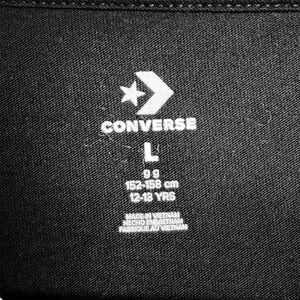 CONVERSE
L
g g
152-158 cm
12-13 YRS
MADE IN VIETNAM
HECHO EN VIETNAM
FABRIQUÉ AU VIETNAM